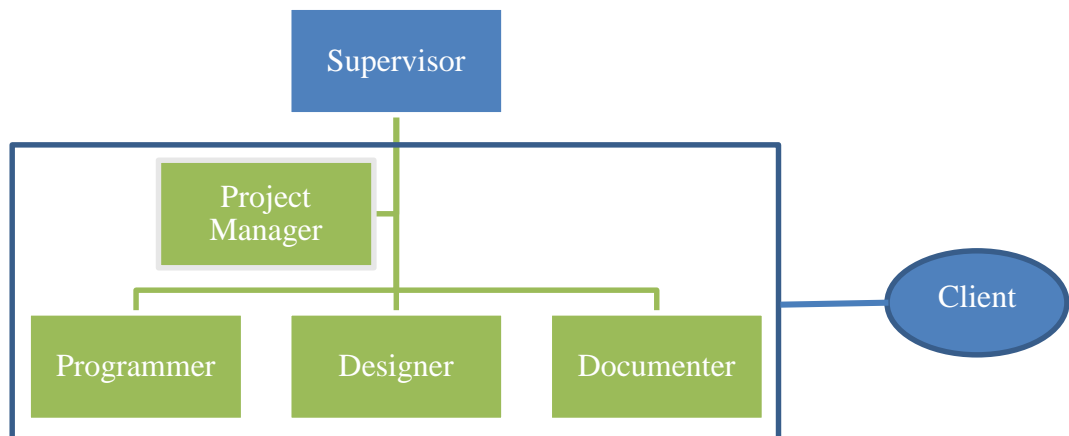 Supervisor
Project
Manager
Client
Programmer
Designer
Documenter